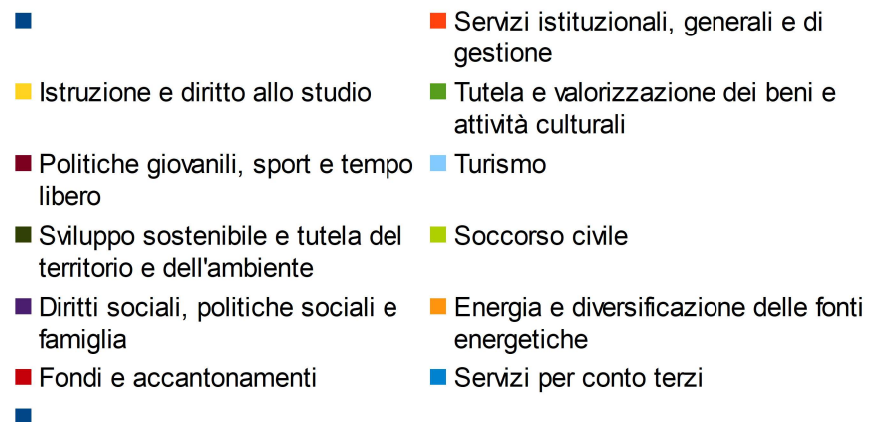 Servizi istituzionali, generali e di
gestione
Istruzione e diritto allo studio
Tutela e valorizzazione dei beni e
attività culturali
Politiche giovanili, sport e tempo
libero
Turismo
Sviluppo sostenibile e tutela del
territorio e dell'ambiente
Soccorso civile
Diritti sociali, politiche sociali e
famiglia
Energia e diversificazione delle fonti
energetiche
Fondi e accantonamenti
Servizi per conto terzi